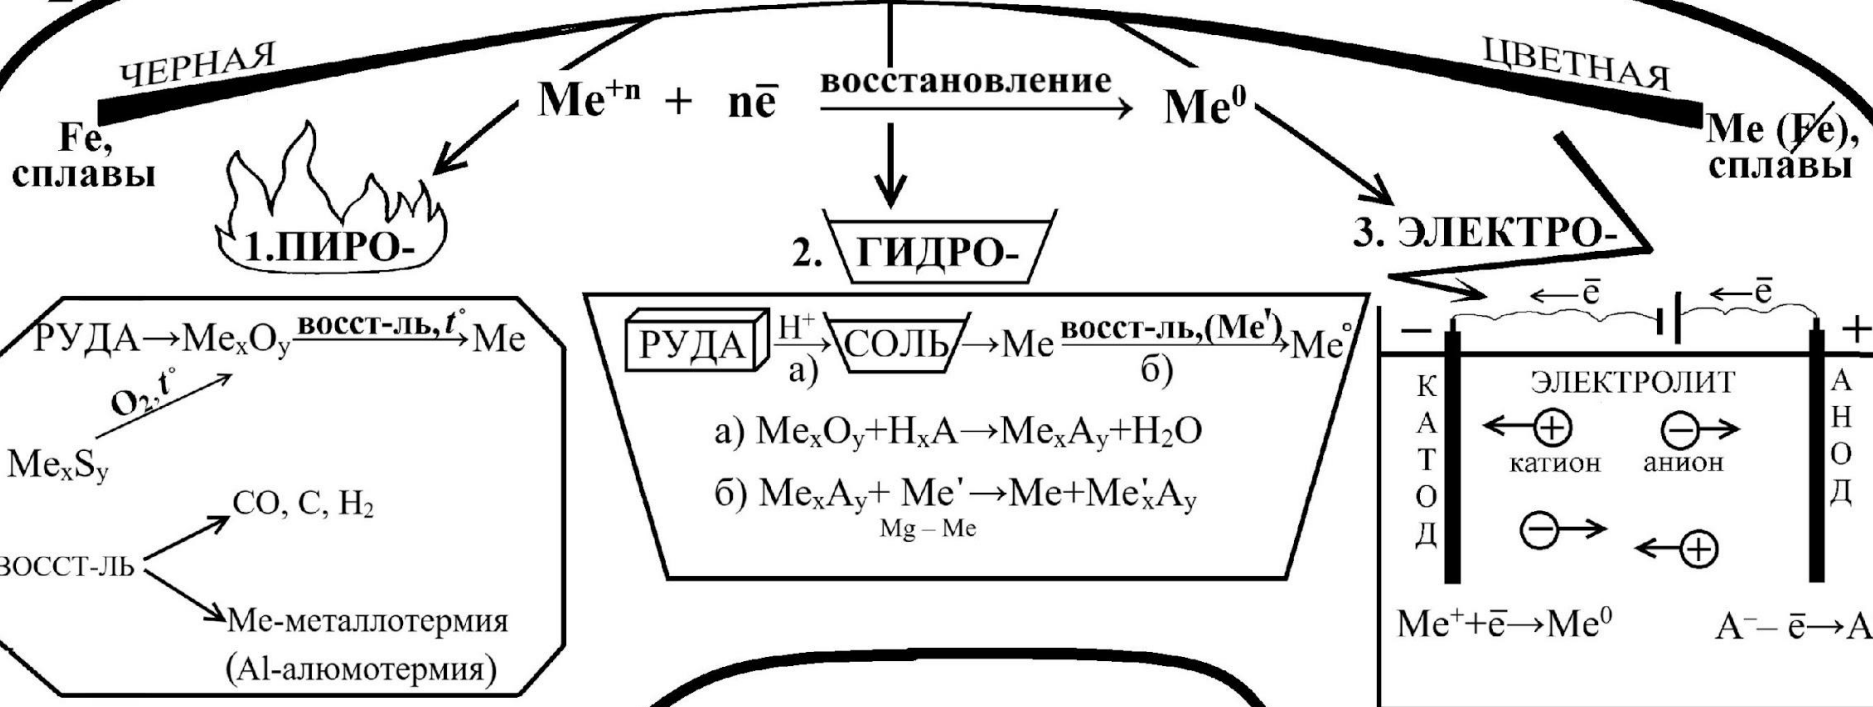 ЧЕРНАЯ
ЦВЕТНАЯ
Me⁺ⁿ + nē восстановление Me⁰
Fe,
сплавы
Me (Fe),
сплавы
1.ПИРО-
2. ГИДРО-
3. ЭЛЕКТРО-
РУДА→MeₓOᵧ восст-ль, t° Me
O₂, t°
MeₓSᵧ
CO, C, H₂
ВОССТ-ЛЬ
Me-металлотермия
(Al-алюмотермия)
РУДА H⁺ а) СОЛЬ→Me восст-ль,(Me') б) Me°
а) MeₓOᵧ+HₓA→MeₓAᵧ+H₂O
б) MeₓAᵧ+ Me'→Me+Me'ₓAᵧ
Mg – Me
←ē
←ē
– +
КАТОД
ЭЛЕКТРОЛИТ
АНОД
+ –
катион анион
– +
Me⁺+ē→Me⁰
A⁻– ē→A